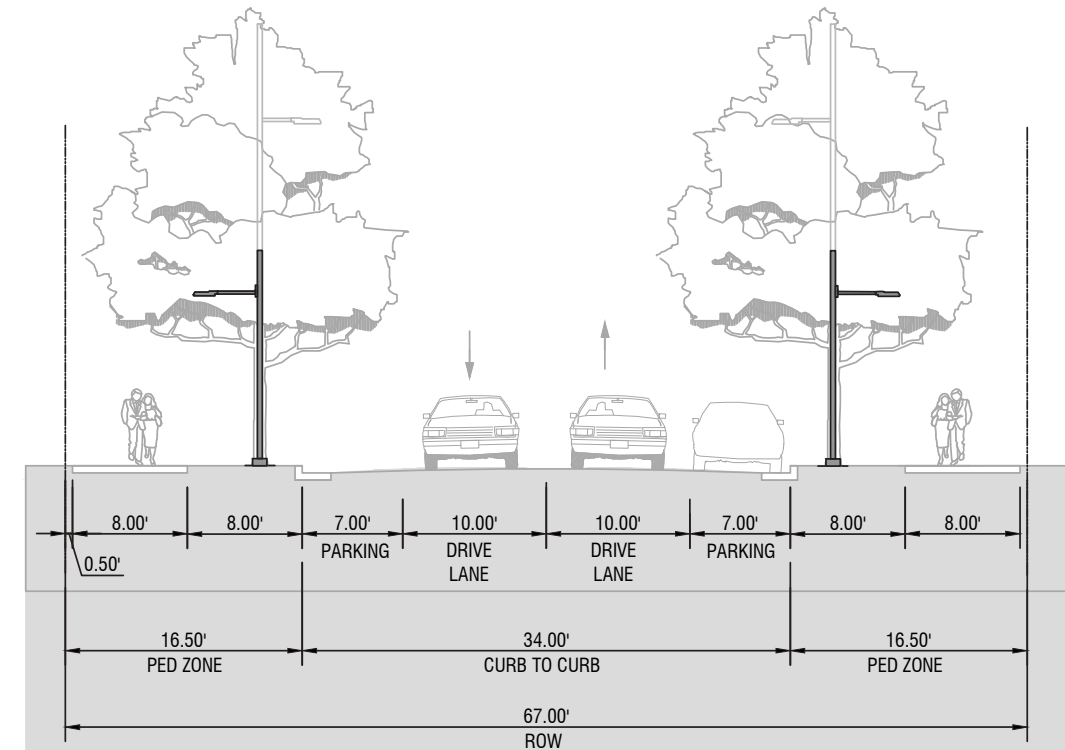 8.00'
8.00'
7.00'
10.00'
10.00'
7.00'
8.00'
8.00'
PARKING
DRIVE
LANE
DRIVE
LANE
PARKING
0.50'
16.50'
34.00'
16.50'
PED ZONE
CURB TO CURB
PED ZONE
67.00'
ROW